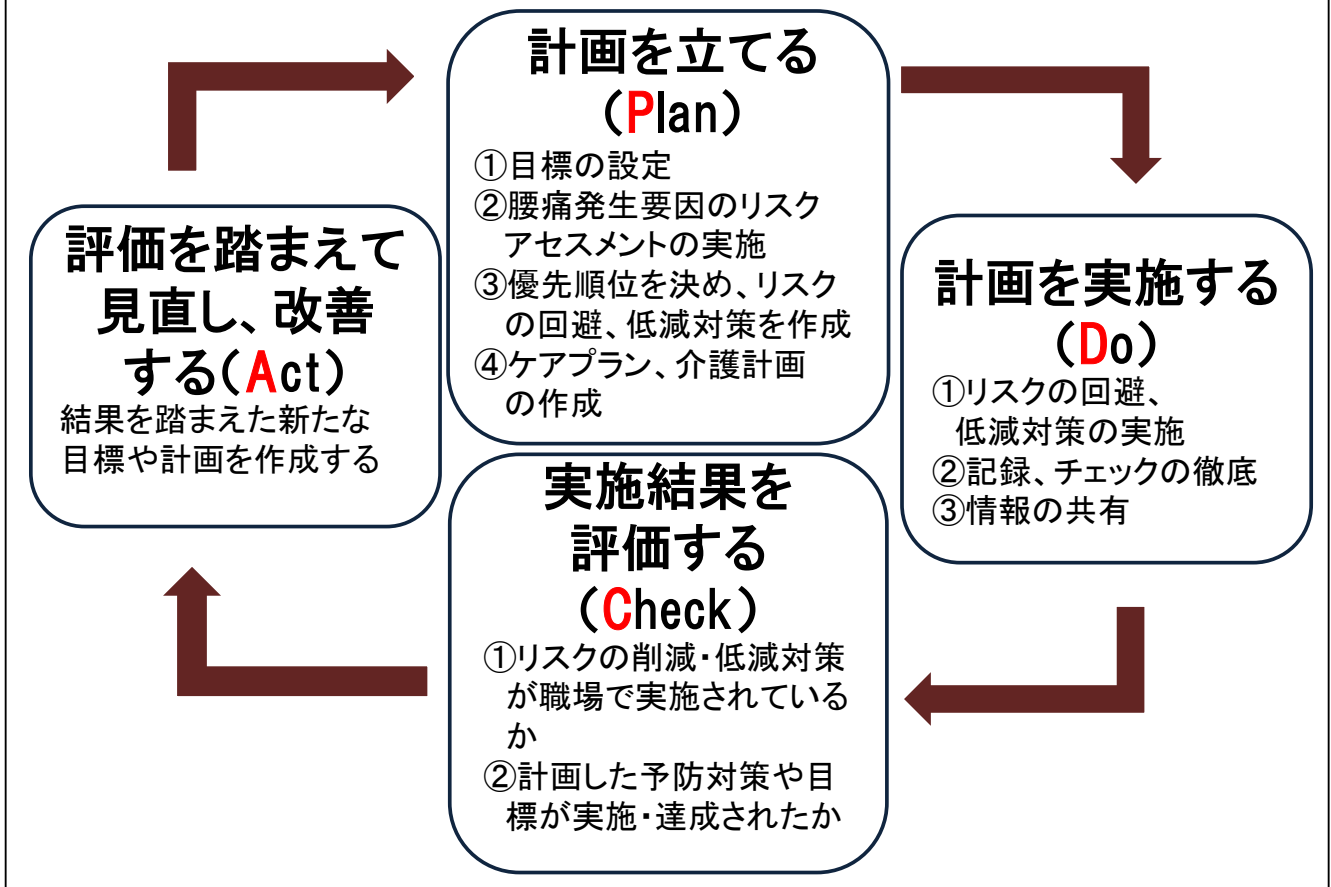 計画を立てる
(Plan)
①目標の設定
②腰痛発生要因のリスク
アセスメントの実施
③優先順位を決め、リスク
の回避、低減対策を作成
④ケアプラン、介護計画
の作成
計画を実施する
(Do)
①リスクの回避、
低減対策の実施
②記録、チェックの徹底
③情報の共有
実施結果を
評価する
(Check)
①リスクの削減・低減対策
が職場で実施されている
か
②計画した予防対策や目
標が実施・達成されたか
評価を踏まえて
見直し、改善
する(Act)
結果を踏まえた新たな
目標や計画を作成する